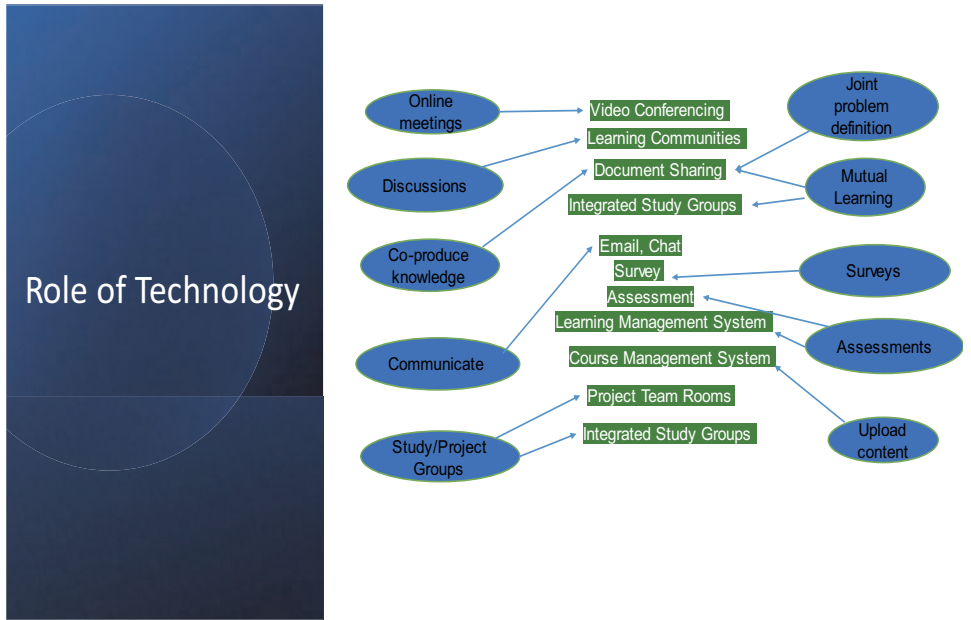 Role of Technology
Online
meetings
Discussions
Co-produce
knowledge
Communicate
Study/Project
Groups
Video Conferencing
Learning Communities
Document Sharing
Integrated Study Groups
Email, Chat
Survey
Assessment
Learning Management System
Course Management System
Project Team Rooms
Integrated Study Groups
Joint
problem
definition
Mutual
Learning
Surveys
Assessments
Upload
content